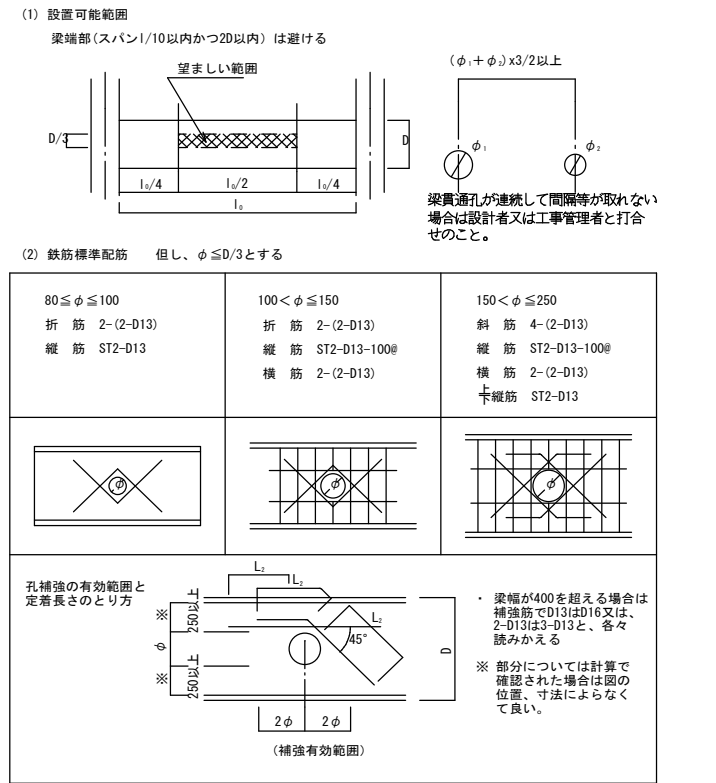 (1) 設置可能範囲
梁端部(スパンl/10以内かつ2D以内) は避ける
望ましい範囲
(φ₁＋φ₂)x3/2以上
D/3
D
φ₁
φ₂
l₀/4
l₀/2
l₀/4
l₀
梁貫通孔が連続して間隔等が取れない
場合は設計者又は工事管理者と打合
せのこと。
(2) 鉄筋標準配筋 但し、φ≦D/3とする
80≦φ≦100
折 筋 2-(2-D13)
縦 筋 ST2-D13
100＜φ≦150
折 筋 2-(2-D13)
縦 筋 ST2-D13-100@
横 筋 2-(2-D13)
150＜φ≦250
斜 筋 4-(2-D13)
縦 筋 ST2-D13-100@
横 筋 2-(2-D13)
上下縦筋 ST2-D13
φ
φ
φ
孔補強の有効範囲と
定着長さのとり方
L₂
L₂
L₂
※
250以上
φ
※
250以上
45°
D
2φ
2φ
(補強有効範囲)
・ 梁幅が400を超える場合は
補強筋でD13はD16又は、
2-D13は3-D13と、各々
読みかえる
※ 部分については計算で
確認された場合は図の
位置、寸法によらなく
て良い。